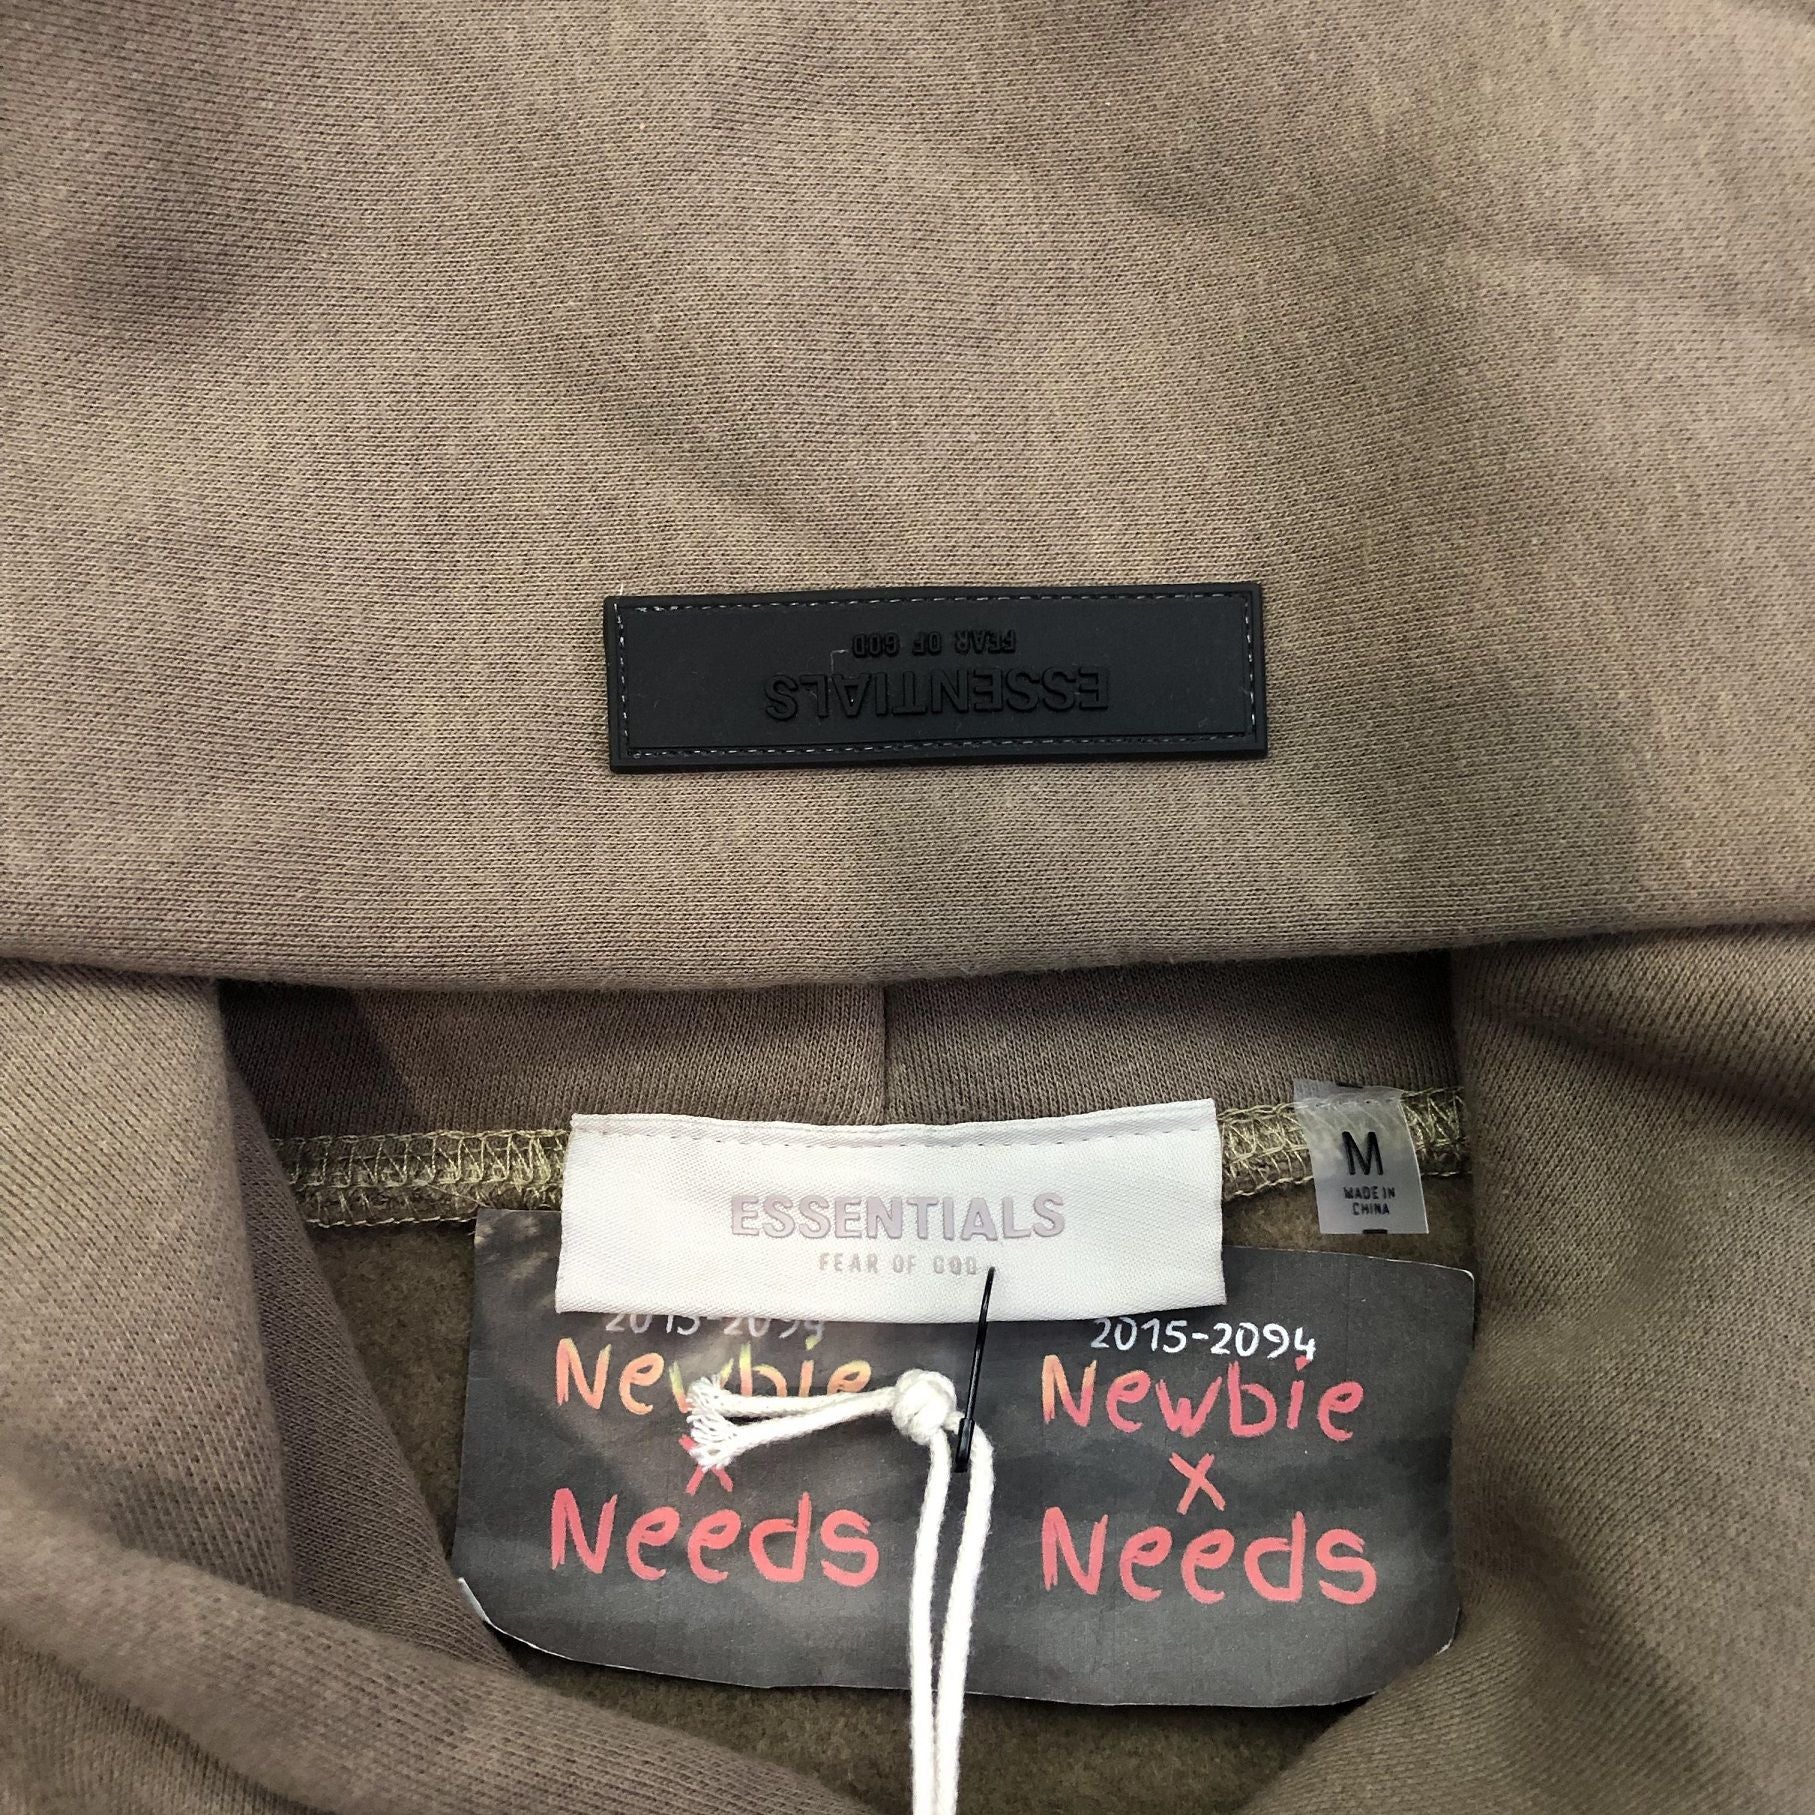 ESSENTIALS
FEAR OF GOD
ESSENTIALS
FEAR OF GOD
M
MADE IN
CHINA
2015-2094
Newbie
x
Needs
2015-2094
Newbie
x
Needs